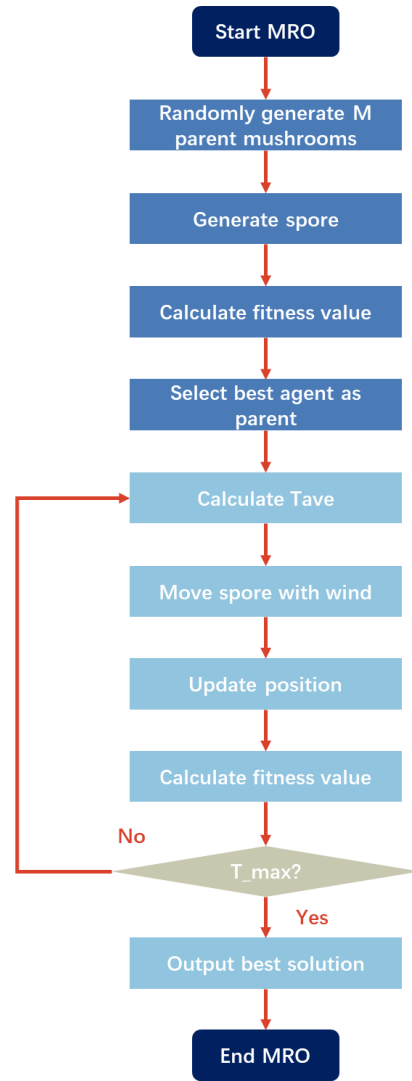 Start MRO
Randomly generate M
parent mushrooms
Generate spore
Calculate fitness value
Select best agent as
parent
Calculate Tave
Move spore with wind
Update position
Calculate fitness value
No
T_max?
Yes
Output best solution
End MRO